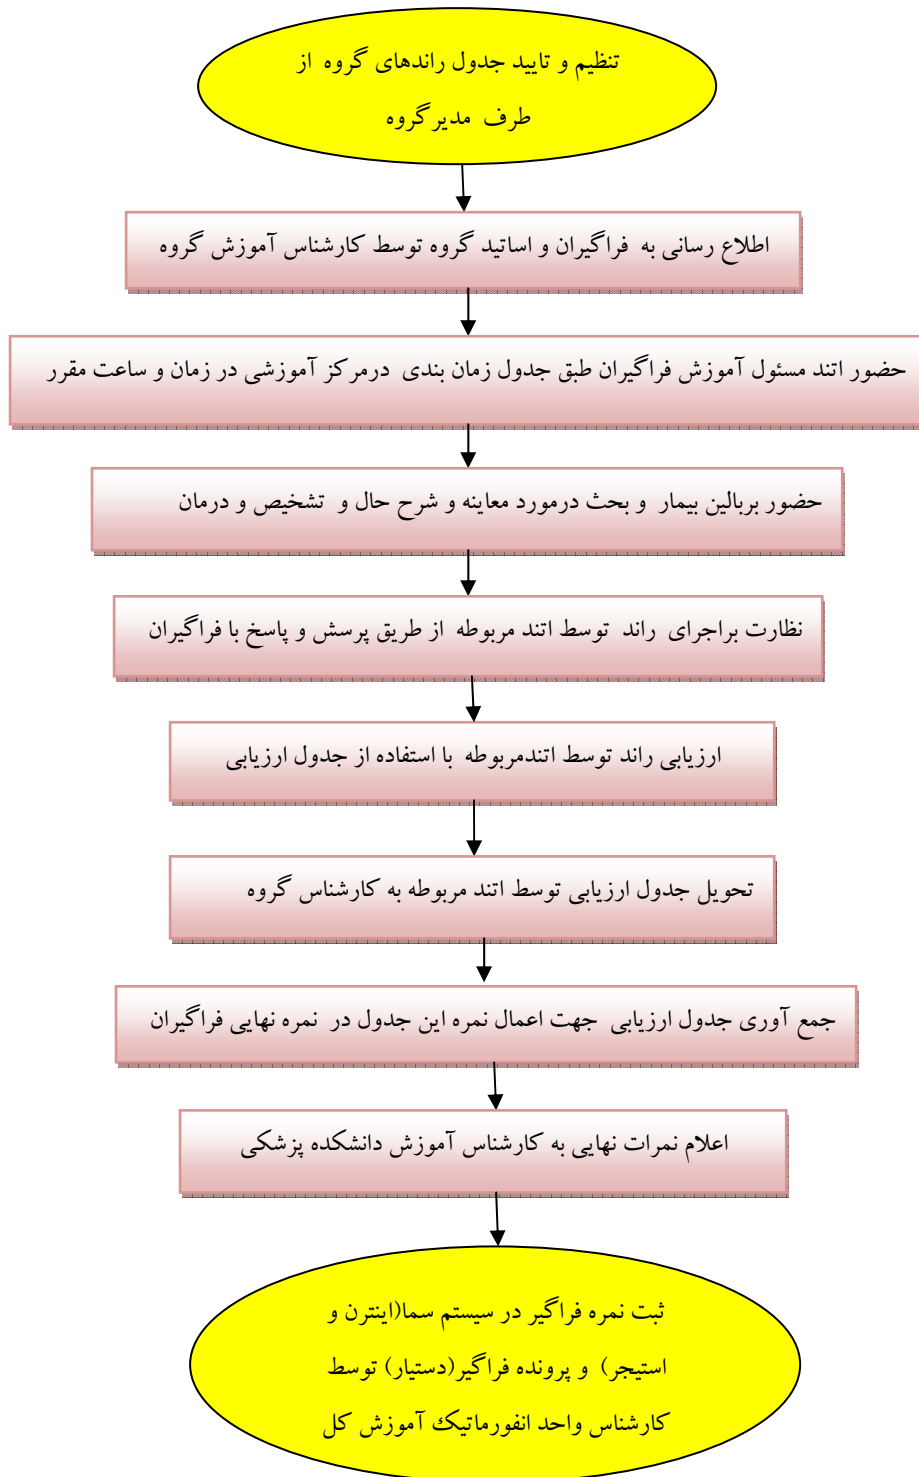 تنظیم و تایید جدول راندهای گروه از
طرف مدیرگروه
اطلاع رسانی به فراگیران و اساتید گروه توسط کارشناس آموزش گروه
حضور اتند مسئول آموزش فراگیران طبق جدول زمان بندی درمرکز آموزشی در زمان و ساعت مقرر
حضور بربالین بیمار و بحث درمورد معاینه و شرح حال و تشخیص و درمان
نظارت براجرای راند توسط اتند مربوطه از طریق پرسش و پاسخ با فراگیران
ارزیابی راند توسط اتندمربوطه با استفاده از جدول ارزیابی
تحویل جدول ارزیابی توسط اتند مربوطه به کارشناس گروه
جمع آوری جدول ارزیابی جهت اعمال نمره این جدول در نمره نهایی فراگیران
اعلام نمرات نهایی به کارشناس آموزش دانشکده پزشکی
ثبت نمره فراگیر در سیستم سما(اینترن و
استیجر) و پرونده فراگیر(دستیار) توسط
کارشناس واحد انفورماتیک آموزش کل